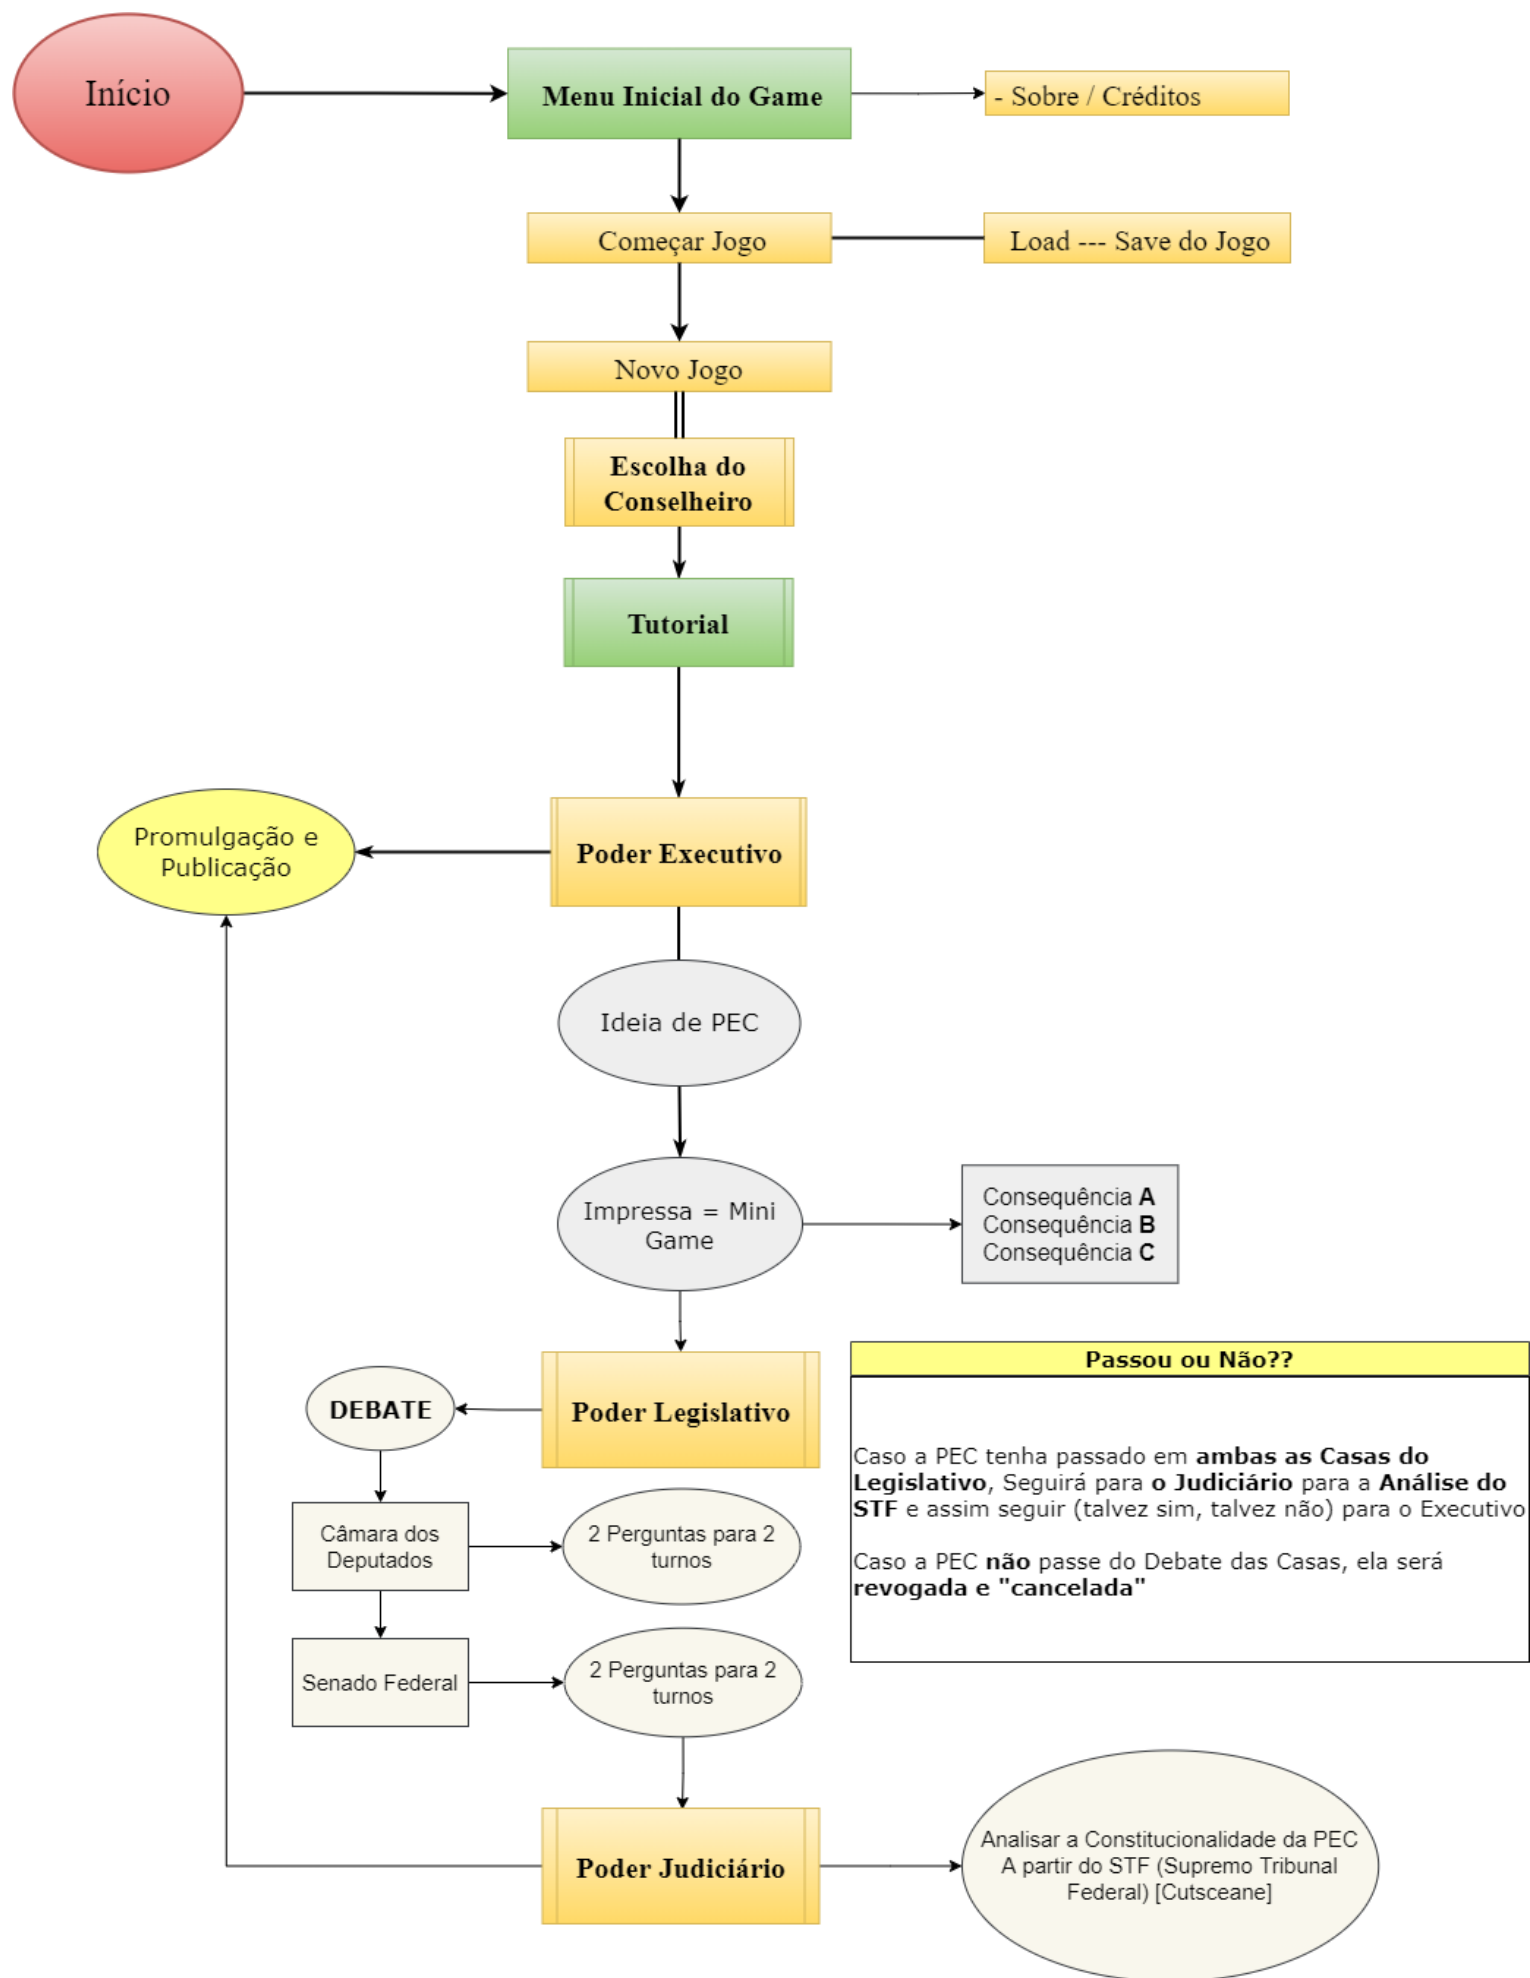 Início
Menu Inicial do Game
- Sobre / Créditos
Começar Jogo
Load --- Save do Jogo
Novo Jogo
Escolha do
Conselheiro
Tutorial
Promulgação e
Publicação
Poder Executivo
Ideia de PEC
Impressa = Mini
Game
Consequência A
Consequência B
Consequência C
Passou ou Não??
Caso a PEC tenha passado em ambas as Casas do
Legislativo, Seguirá para o Judiciário para a Análise do
STF e assim seguir (talvez sim, talvez não) para o Executivo
Caso a PEC não passe do Debate das Casas, ela será
revogada e "cancelada"
DEBATE
Poder Legislativo
Câmara dos
Deputados
2 Perguntas para 2
turnos
Senado Federal
2 Perguntas para 2
turnos
Poder Judiciário
Analisar a Constitucionalidade da PEC
A partir do STF (Supremo Tribunal
Federal) [Cutsceane]